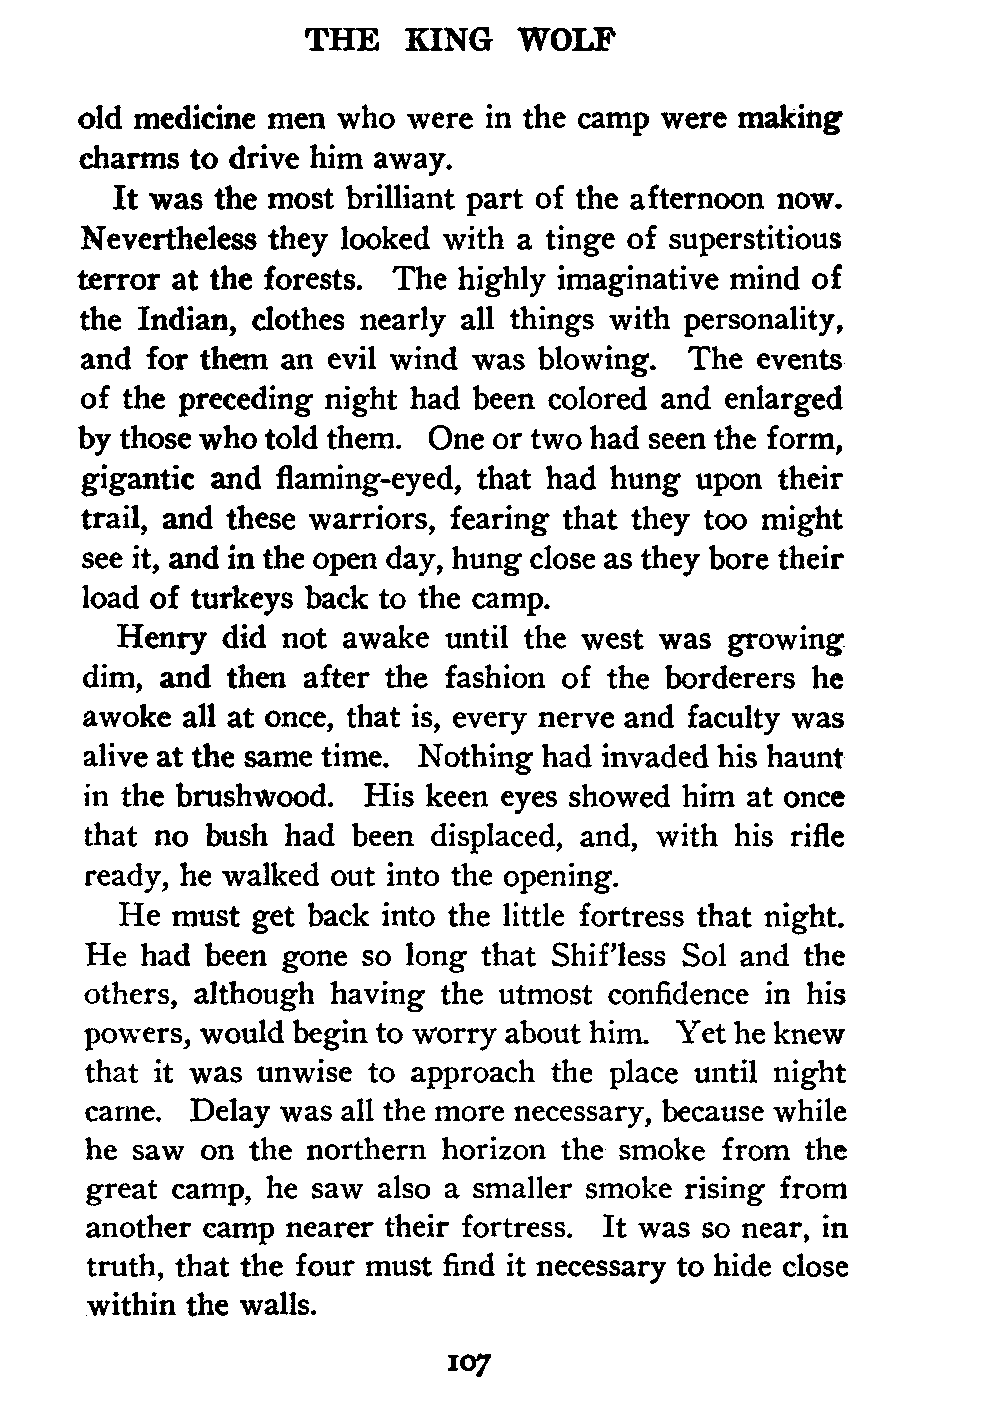 THE KING WOLF
old medicine men who were in the camp were making
charms to drive him away.
It was the most brilliant part of the afternoon now.
Nevertheless they looked with a tinge of superstitious
terror at the forests. The highly imaginative mind of
the Indian, clothes nearly all things with personality,
and for them an evil wind was blowing. The events
of the preceding night had been colored and enlarged
by those who told them. One or two had seen the form,
gigantic and flaming-eyed, that had hung upon their
trail, and these warriors, fearing that they too might
see it, and in the open day, hung close as they bore their
load of turkeys back to the camp.
Henry did not awake until the west was growing
dim, and then after the fashion of the borderers he
awoke all at once, that is, every nerve and faculty was
alive at the same time. Nothing had invaded his haunt
in the brushwood. His keen eyes showed him at once
that no bush had been displaced, and, with his rifle
ready, he walked out into the opening.
He must get back into the little fortress that night.
He had been gone so long that Shif'less Sol and the
others, although having the utmost confidence in his
powers, would begin to worry about him. Yet he knew
that it was unwise to approach the place until night
came. Delay was all the more necessary, because while
he saw on the northern horizon the smoke from the
great camp, he saw also a smaller smoke rising from
another camp nearer their fortress. It was so near, in
truth, that the four must find it necessary to hide close
within the walls.
107